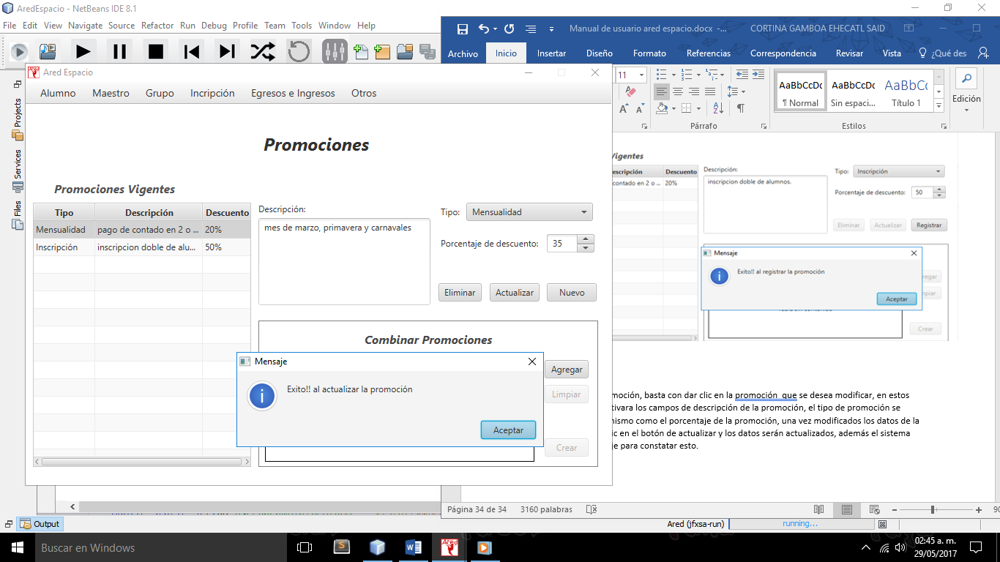 AredEspacio - NetBeans IDE 8.1
File Edit View Navigate Source Refactor Run Debug Profile Team Tools Window Help
Manual de usuario ared espacio.docx -...
CORTINA GAMBOA EHECATL SAID
Archivo Inicio Insertar Diseño Formato Referencias Correspondencia Revisar Vista ¿Qué des
11
AaBbCcDc AaBbCcDc AaBbCc
¶ Normal Sin espaci... Título 1
Edición
Párrafo Estilos
Projects
Services
Files
Ared Espacio
Alumno Maestro Grupo Incripción Egresos e Ingresos Otros
Promociones
Promociones Vigentes
Tipo Descripción Descuento
Mensualidad pago de contado en 2 o ... 20%
Inscripción inscripcion doble de alu... 50%
Descripción:
mes de marzo, primavera y carnavales
Tipo: Mensualidad
Porcentaje de descuento: 35
Eliminar Actualizar Nuevo
Combinar Promociones
Agregar
Limpiar
Crear
Mensaje
Exito!! al actualizar la promoción
Aceptar
Vigentes
escripción Descuento
contado en 2 o ... 20%
Descripción:
inscripcion doble de alumnos.
Tipo: Inscripción
Porcentaje de descuento: 50
Eliminar Actualizar Registrar
Mensaje
Exito!! al registrar la promoción
Aceptar
egar
piar
Crear
moción, basta con dar clic en la promoción que se desea modificar, en estos
tivara los campos de descripción de la promoción, el tipo de promoción se
nismo como el porcentaje de la promoción, una vez modificados los datos de la
ic en el botón de actualizar y los datos serán actualizados, además el sistema
je para constatar esto.
Página 34 de 34 3160 palabras
90
Output
Ared (jfxsa-run) running...
Buscar en Windows
02:45 a. m.
29/05/2017